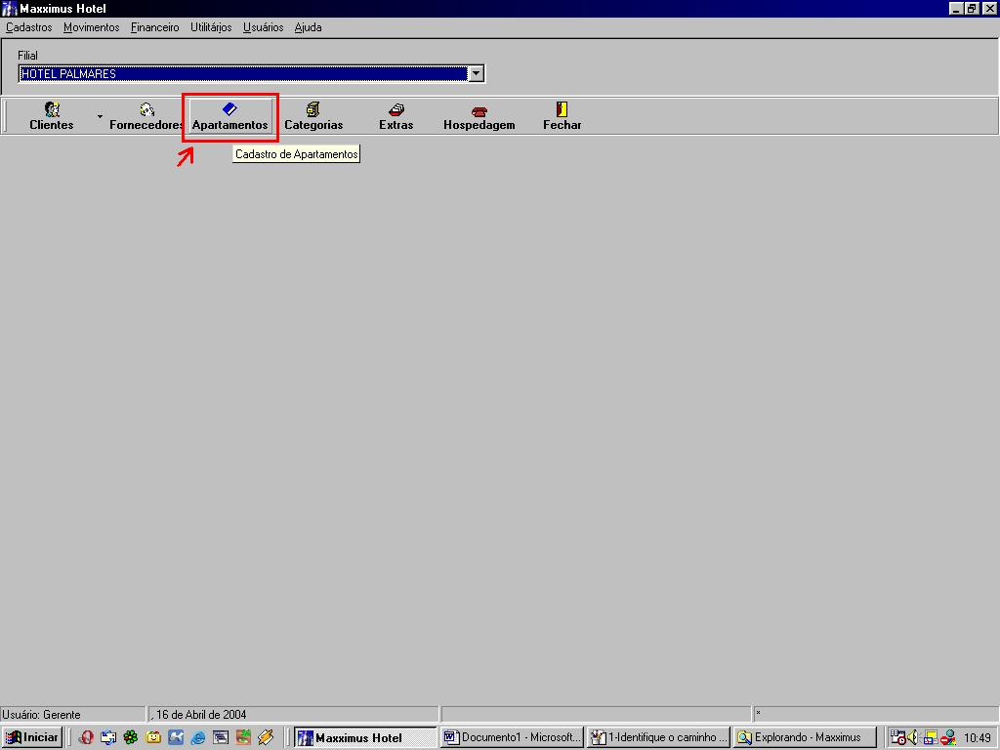 Maxximus Hotel
Cadastros Movimentos Financeiro Utilitários Usuários Ajuda
Filial
HOTEL PALMARES
Clientes Fornecedores Apartamentos Categorias Extras Hospedagem Fechar
Cadastro de Apartamentos
Usuário: Gerente , 16 de Abril de 2004 *
Iniciar Maxximus Hotel Documento1 - Microsoft... 1-Identifique o caminho ... Explorando - Maxximus 10:49